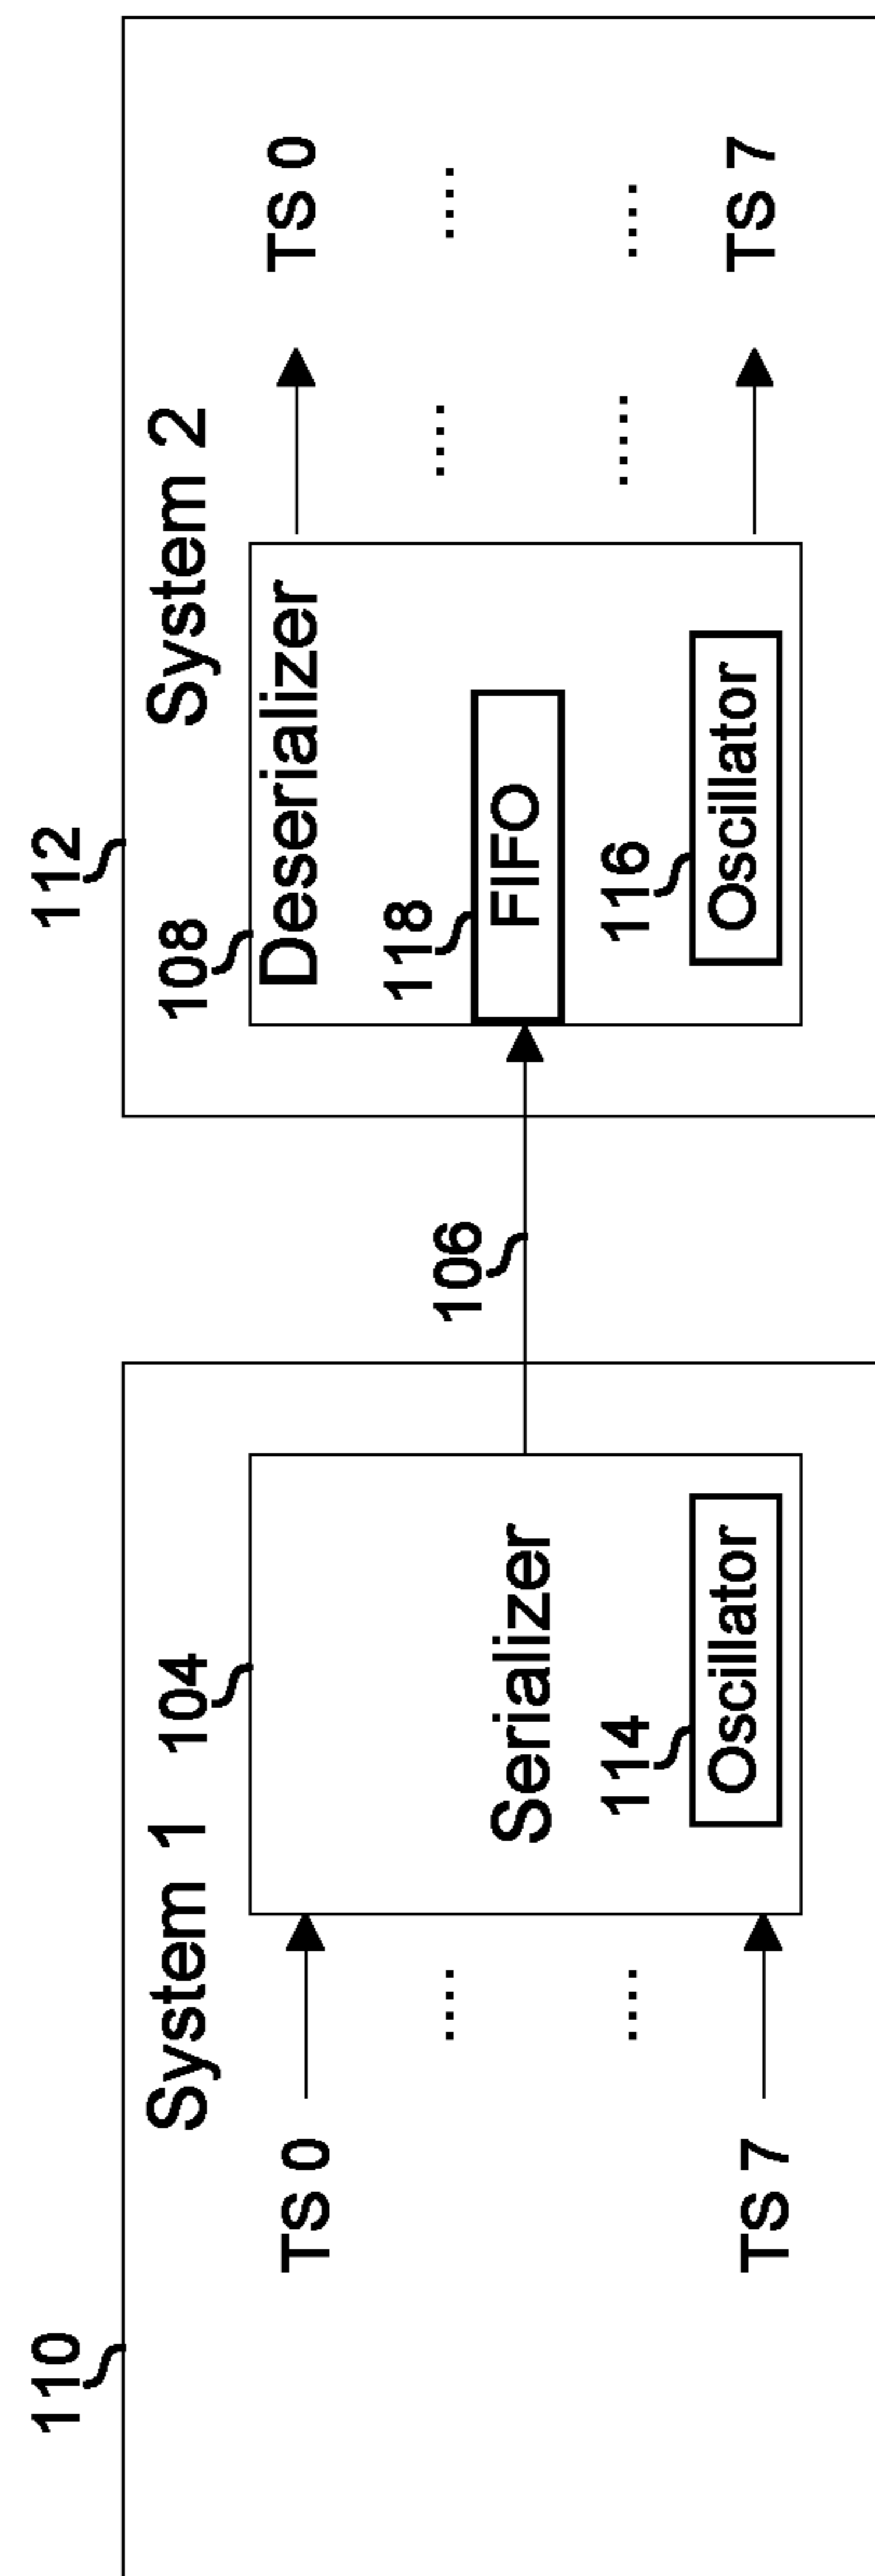 110
112
System 1
104
System 2
108
Deserializer
TS 0
TS 0
....
....
....
118
FIFO
106
Serializer
114
Oscillator
116
Oscillator
....
.....
....
TS 7
TS 7